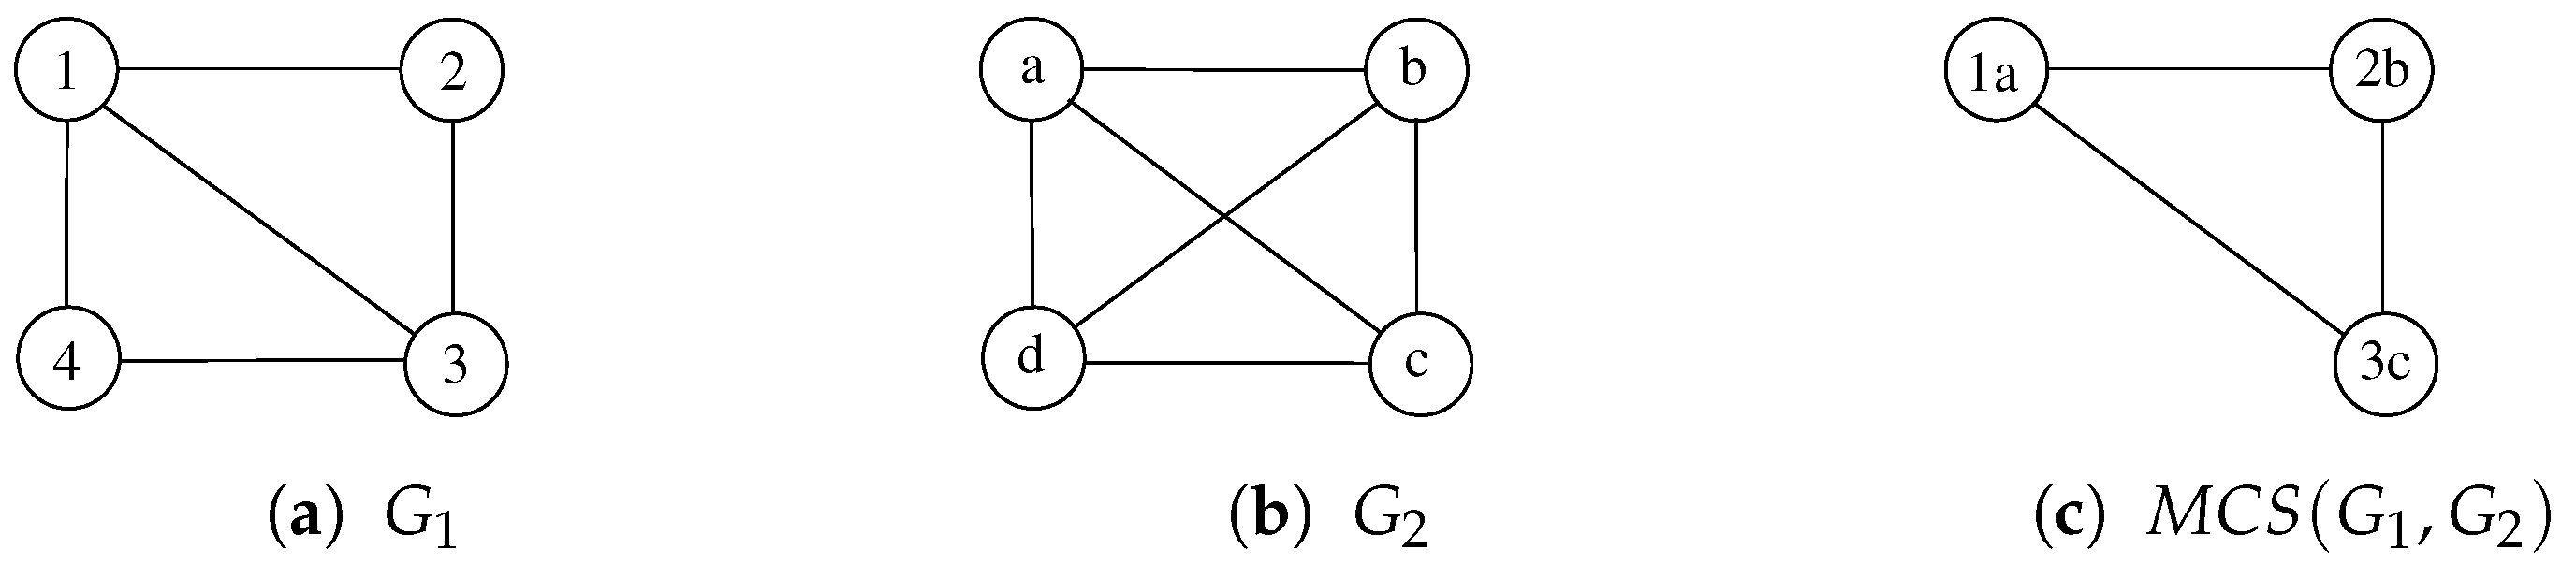 1 2
4 3
a b
d c
1a 2b
3c
(a) G₁
(b) G₂
(c) MCS(G₁, G₂)